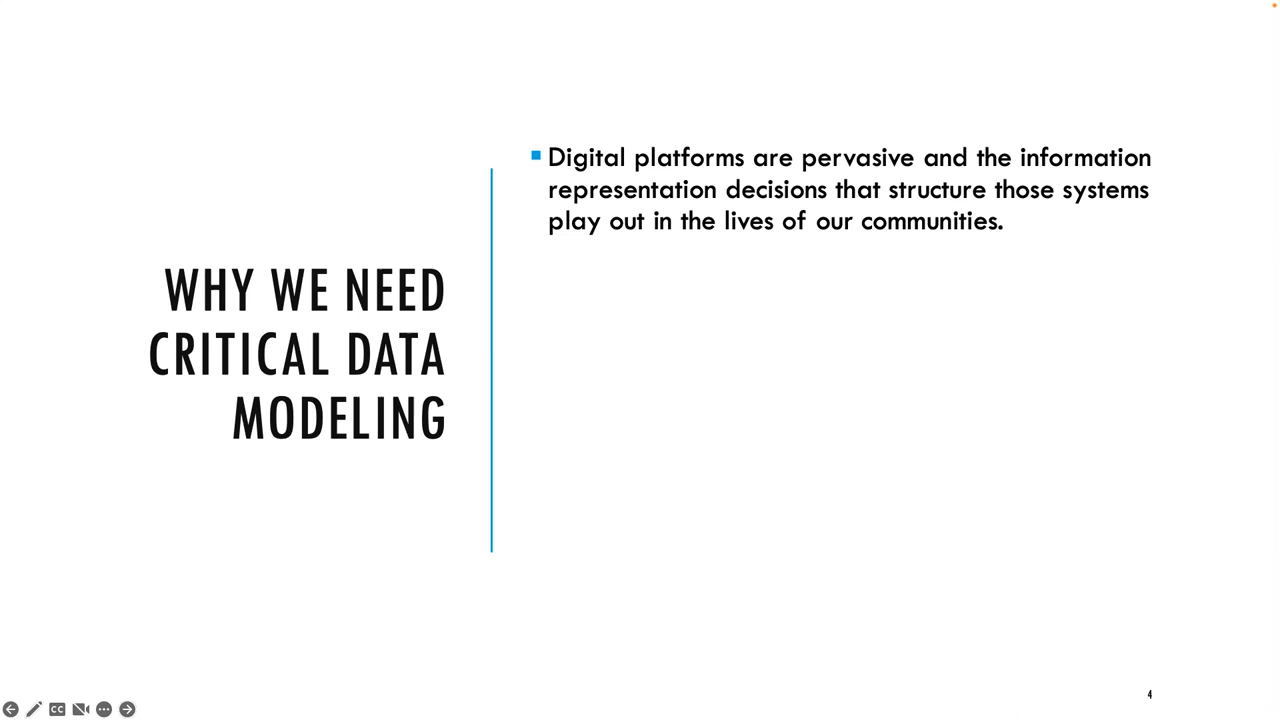 WHY WE NEED
CRITICAL DATA
MODELING
Digital platforms are pervasive and the information
representation decisions that structure those systems
play out in the lives of our communities.
4
CC